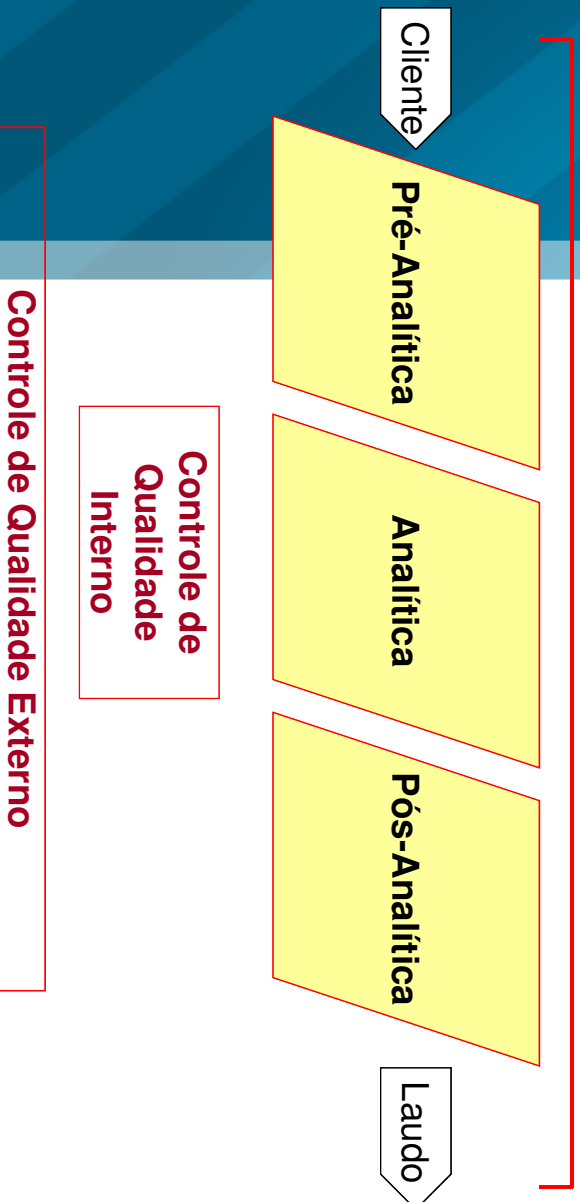 Cliente
Pré-Analítica
Analítica
Pós-Analítica
Laudo
Controle de
Qualidade
Interno
Controle de Qualidade Externo